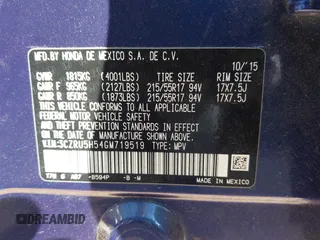 MFD.BY HONDA DE MEXICO S.A. DE C.V.
10/'15
GVWR 1815KG (4001LBS) TIRE SIZE RIM SIZE
GAWR F 965KG (2127LBS) 215/55R17 94V 17X7.5J
GAWR R 850KG (1873LBS) 215/55R17 94V 17X7.5J
THIS VEHICLE CONFORMS TO ALL APPLICABLE
FEDERAL MOTOR VEHICLE SAFETY AND THEFT
PREVENTION STANDARDS IN EFFECT ON THE DATE OF
MANUFACTURE SHOWN ABOVE.
V.I.N:3CZRU5H54GM719519 TYPE: MPV
B594P -B -M
MADE IN MEXICO
DREAMBID